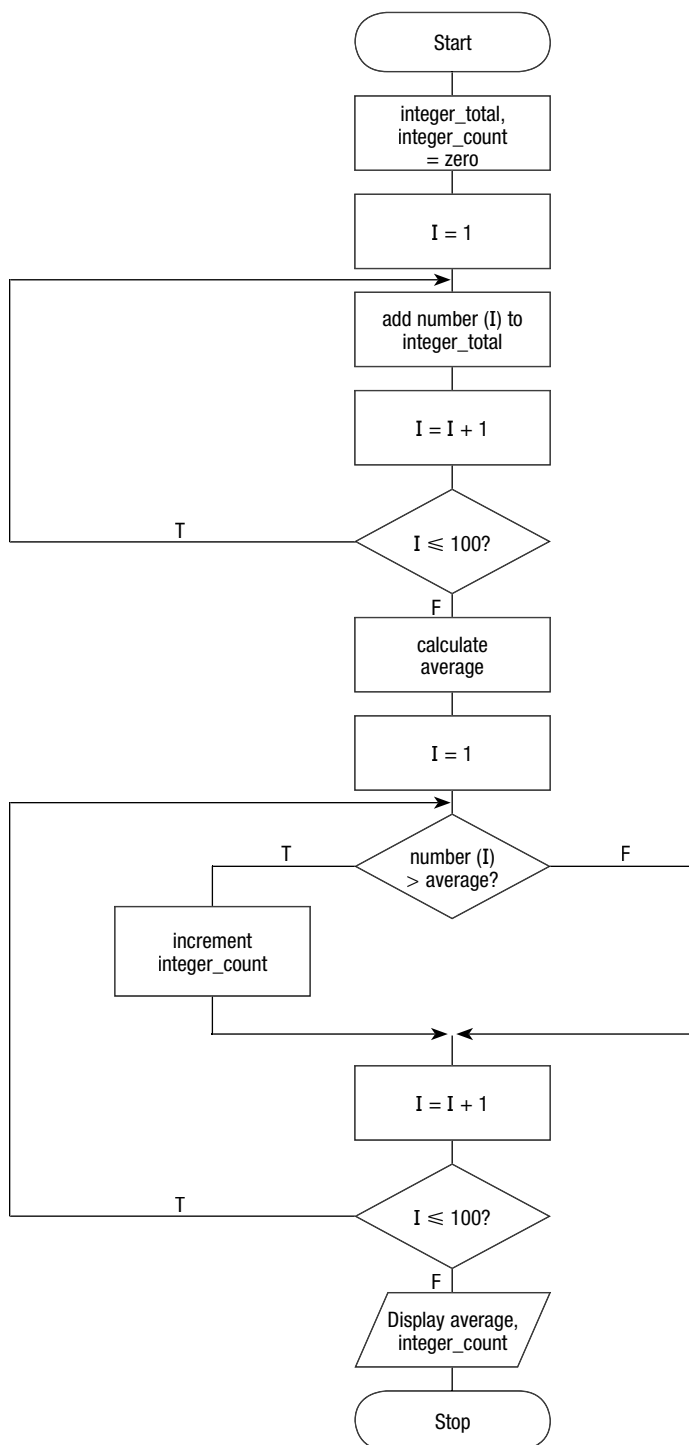 Start
integer_total,
integer_count
= zero
I = 1
add number (I) to
integer_total
I = I + 1
T
I ⩽ 100?
F
calculate
average
I = 1
T
number (I)
> average?
F
increment
integer_count
I = I + 1
T
I ⩽ 100?
F
Display average,
integer_count
Stop